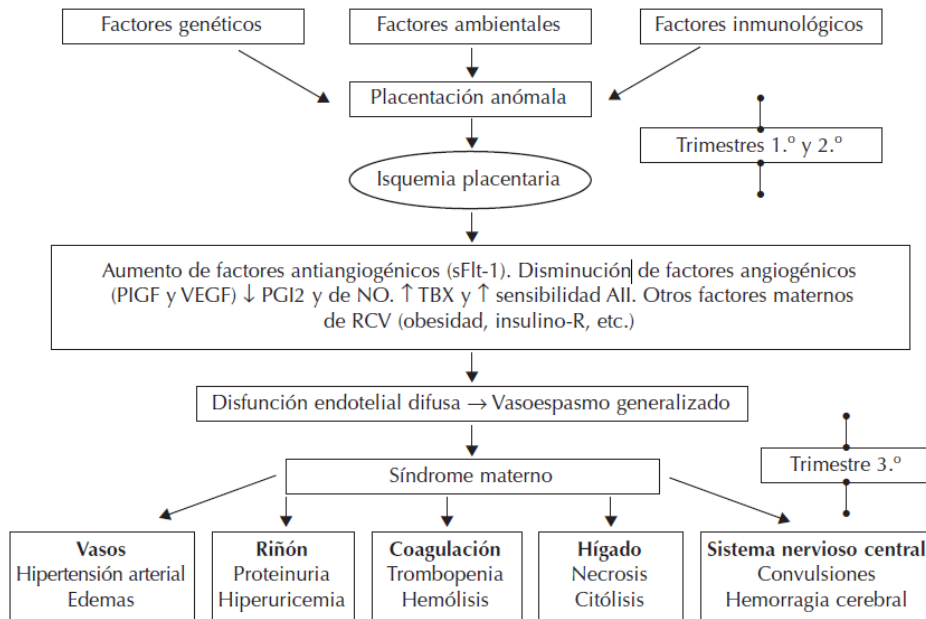 Factores genéticos
Factores ambientales
Factores inmunológicos
Placentación anómala
Trimestres 1.º y 2.º
Isquemia placentaria
Aumento de factores antiangiogénicos (sFlt-1). Disminución de factores angiogénicos
(PIGF y VEGF) ↓ PGI2 y de NO. ↑ TBX y ↑ sensibilidad AII. Otros factores maternos
de RCV (obesidad, insulino-R, etc.)
Disfunción endotelial difusa → Vasoespasmo generalizado
Trimestre 3.º
Síndrome materno
Vasos
Hipertensión arterial
Edemas
Riñón
Proteinuria
Hiperuricemia
Coagulación
Trombopenia
Hemólisis
Hígado
Necrosis
Citólisis
Sistema nervioso central
Convulsiones
Hemorragia cerebral